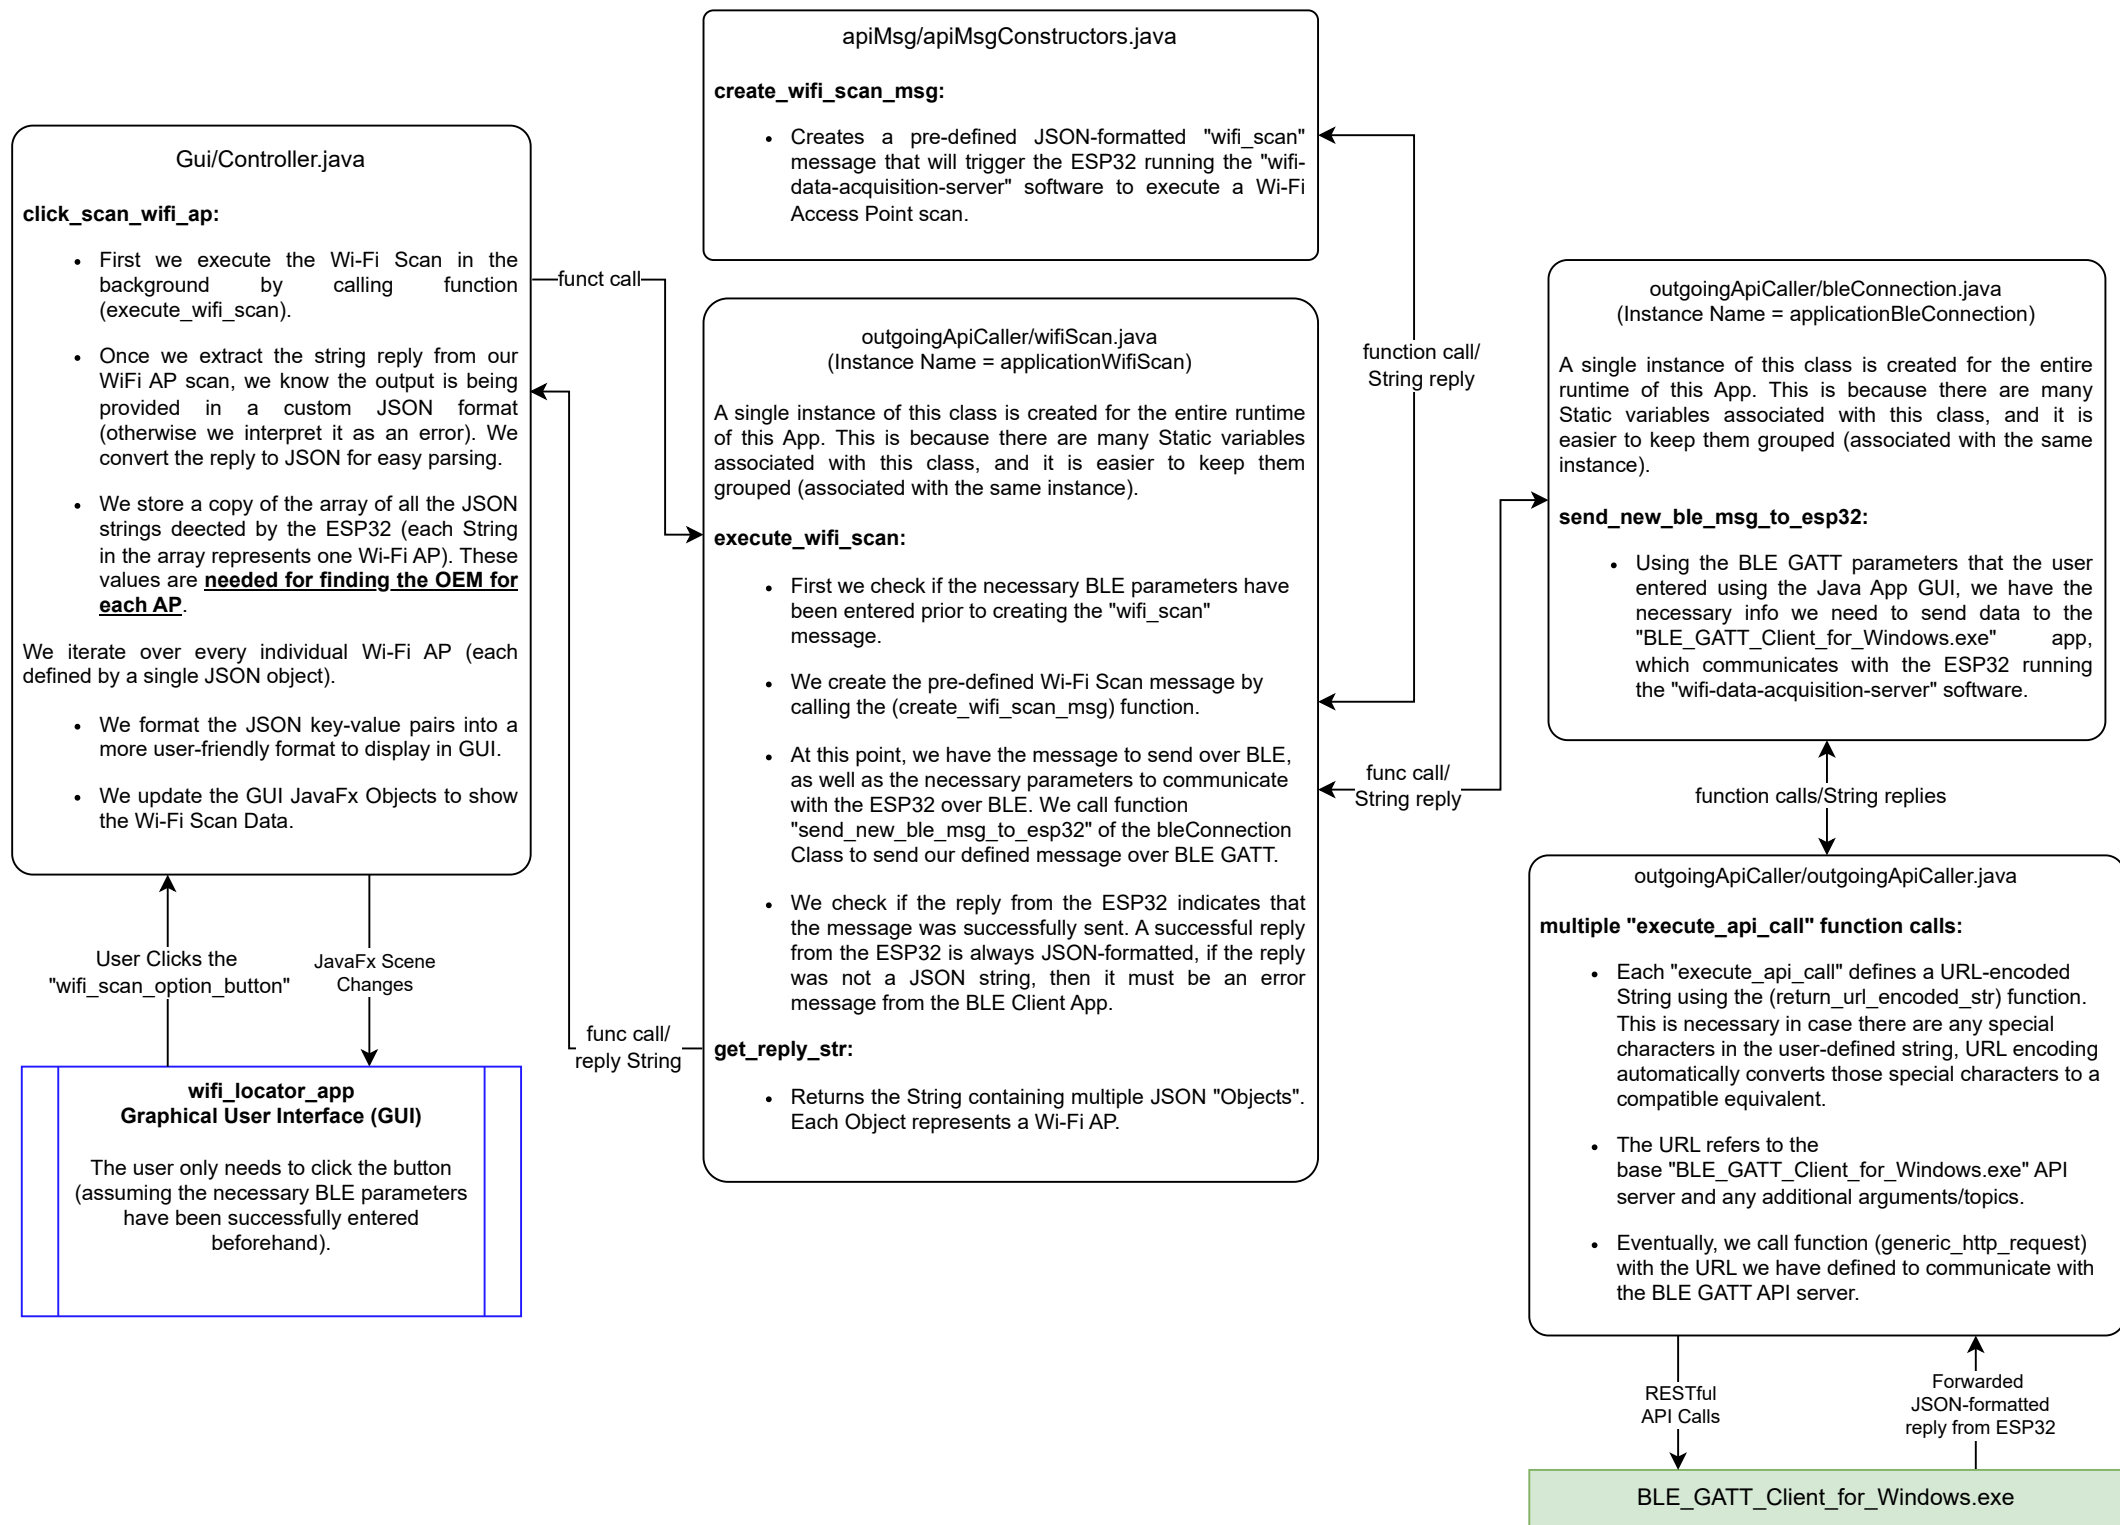 apiMsg/apiMsgConstructors.java
create_wifi_scan_msg:
• Creates a pre-defined JSON-formatted "wifi_scan"
message that will trigger the ESP32 running the "wifi-
data-acquisition-server" software to execute a Wi-Fi
Access Point scan.
Gui/Controller.java
click_scan_wifi_ap:
• First we execute the Wi-Fi Scan in the
background by calling function
(execute_wifi_scan).
• Once we extract the string reply from our
WiFi AP scan, we know the output is being
provided in a custom JSON format
(otherwise we interpret it as an error). We
convert the reply to JSON for easy parsing.
• We store a copy of the array of all the JSON
strings deected by the ESP32 (each String
in the array represents one Wi-Fi AP). These
values are needed for finding the OEM for
each AP.
We iterate over every individual Wi-Fi AP (each
defined by a single JSON object).
• We format the JSON key-value pairs into a
more user-friendly format to display in GUI.
• We update the GUI JavaFx Objects to show
the Wi-Fi Scan Data.
funct call
outgoingApiCaller/wifiScan.java
(Instance Name = applicationWifiScan)
A single instance of this class is created for the entire runtime
of this App. This is because there are many Static variables
associated with this class, and it is easier to keep them
grouped (associated with the same instance).
execute_wifi_scan:
• First we check if the necessary BLE parameters have
been entered prior to creating the "wifi_scan"
message.
• We create the pre-defined Wi-Fi Scan message by
calling the (create_wifi_scan_msg) function.
• At this point, we have the message to send over BLE,
as well as the necessary parameters to communicate
with the ESP32 over BLE. We call function
"send_new_ble_msg_to_esp32" of the bleConnection
Class to send our defined message over BLE GATT.
• We check if the reply from the ESP32 indicates that
the message was successfully sent. A successful reply
from the ESP32 is always JSON-formatted, if the reply
was not a JSON string, then it must be an error
message from the BLE Client App.
get_reply_str:
• Returns the String containing multiple JSON "Objects".
Each Object represents a Wi-Fi AP.
function call/
String reply
func call/
String reply
outgoingApiCaller/bleConnection.java
(Instance Name = applicationBleConnection)
A single instance of this class is created for the entire
runtime of this App. This is because there are many
Static variables associated with this class, and it is
easier to keep them grouped (associated with the same
instance).
send_new_ble_msg_to_esp32:
• Using the BLE GATT parameters that the user
entered using the Java App GUI, we have the
necessary info we need to send data to the
"BLE_GATT_Client_for_Windows.exe" app,
which communicates with the ESP32 running
the "wifi-data-acquisition-server" software.
function calls/String replies
outgoingApiCaller/outgoingApiCaller.java
multiple "execute_api_call" function calls:
• Each "execute_api_call" defines a URL-encoded
String using the (return_url_encoded_str) function.
This is necessary in case there are any special
characters in the user-defined string, URL encoding
automatically converts those special characters to a
compatible equivalent.
• The URL refers to the
base "BLE_GATT_Client_for_Windows.exe" API
server and any additional arguments/topics.
• Eventually, we call function (generic_http_request)
with the URL we have defined to communicate with
the BLE GATT API server.
User Clicks the
"wifi_scan_option_button"
JavaFx Scene
Changes
func call/
reply String
wifi_locator_app
Graphical User Interface (GUI)
The user only needs to click the button
(assuming the necessary BLE parameters
have been successfully entered
beforehand).
RESTful
API Calls
Forwarded
JSON-formatted
reply from ESP32
BLE_GATT_Client_for_Windows.exe